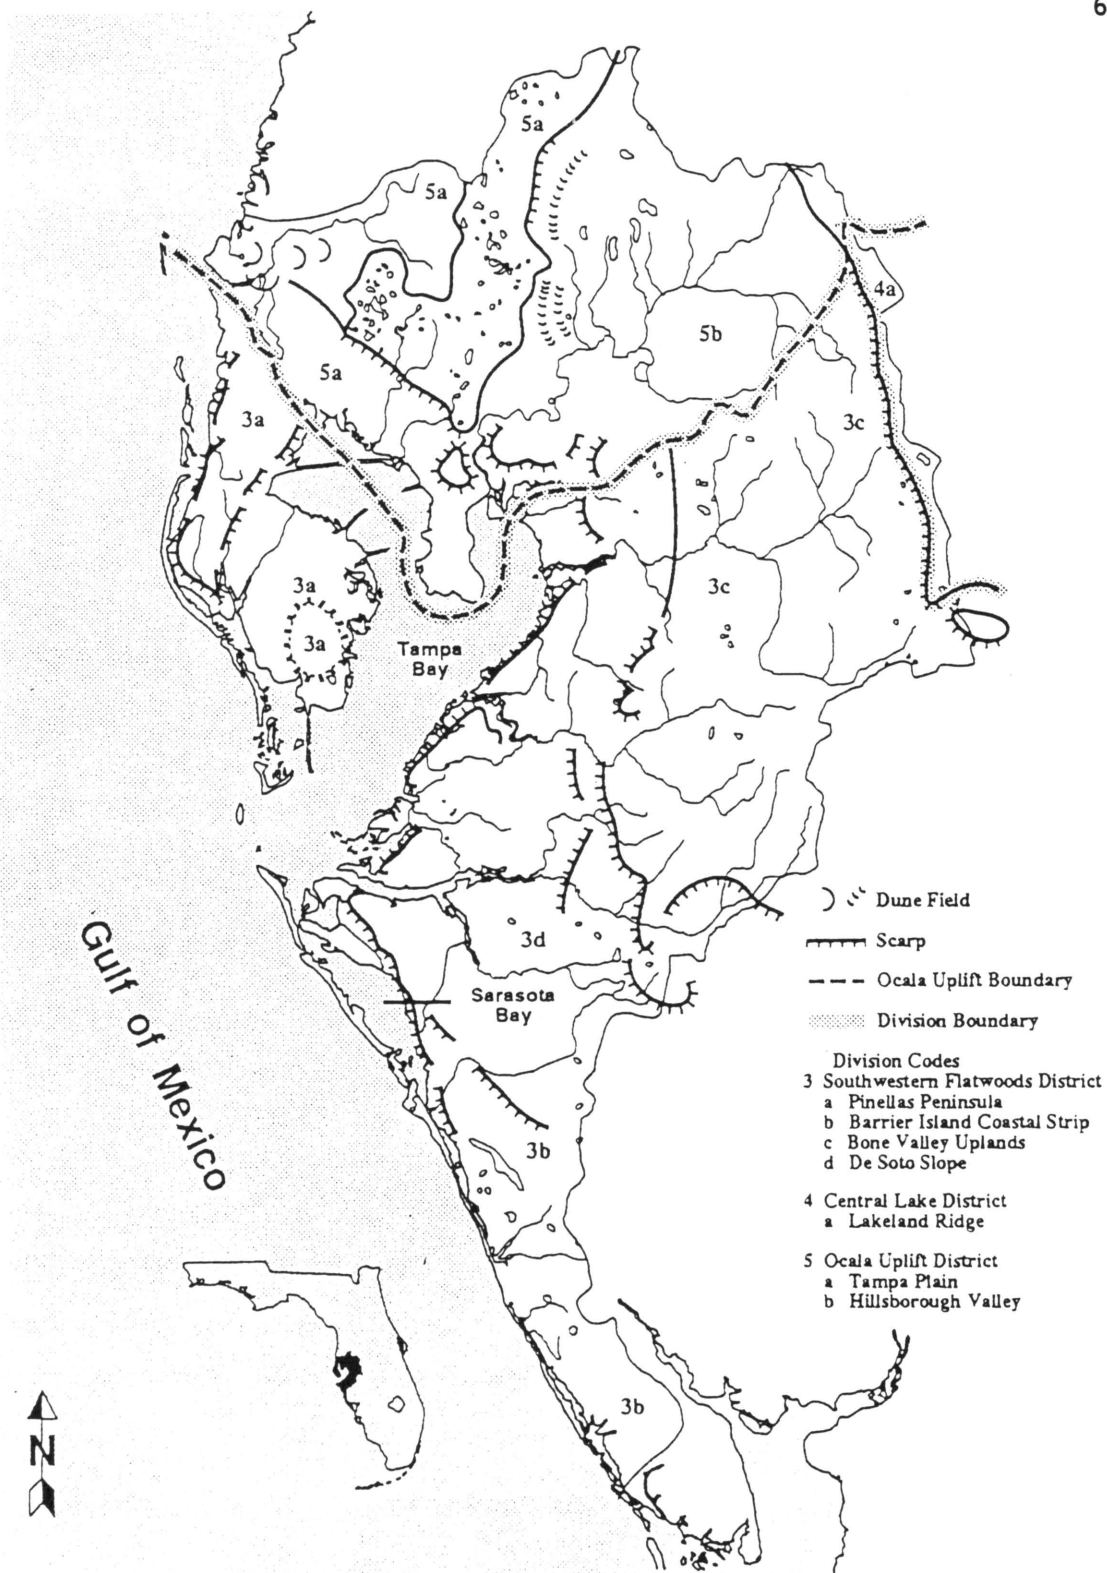 6
5a
5a
4a
5b
5a
3a
3c
3a
3c
3a
Tampa
Bay
3d
Sarasota
Bay
Gulf of Mexico
3b
3b
N
Dune Field
Scarp
Ocala Uplift Boundary
Division Boundary
Division Codes
3 Southwestern Flatwoods District
a Pinellas Peninsula
b Barrier Island Coastal Strip
c Bone Valley Uplands
d De Soto Slope
4 Central Lake District
a Lakeland Ridge
5 Ocala Uplift District
a Tampa Plain
b Hillsborough Valley